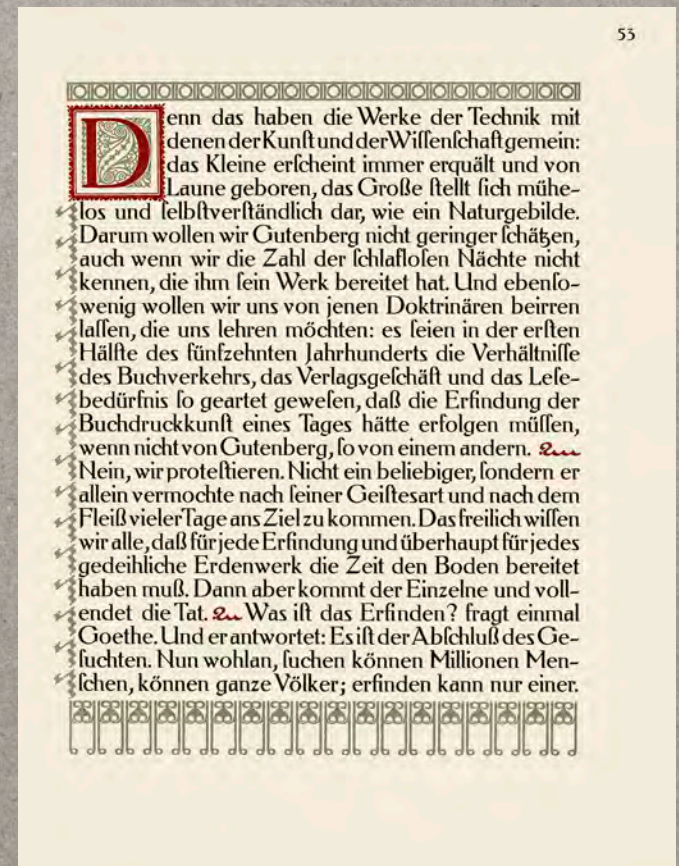 53
Denn das haben die Werke der Technik mit
denen der Kunſt und der Wiſſenſchaft gemein:
das Kleine erſcheint immer erquält und von
Laune geboren, das Große ſtellt ſich mühe-
los und ſelbſtverſtändlich dar, wie ein Naturgebilde.
Darum wollen wir Gutenberg nicht geringer ſchätzen,
auch wenn wir die Zahl der ſchlafloſen Nächte nicht
kennen, die ihm ſein Werk bereitet hat. Und ebenſo-
wenig wollen wir uns von jenen Doktrinären beirren
laſſen, die uns lehren möchten: es ſeien in der erſten
Hälfte des fünfzehnten Jahrhunderts die Verhältniſſe
des Buchverkehrs, das Verlagsgeſchäft und das Leſe-
bedürfnis ſo geartet geweſen, daß die Erfindung der
Buchdruckkunſt eines Tages hätte erfolgen müſſen,
wenn nicht von Gutenberg, ſo von einem andern.
Nein, wir proteſtieren. Nicht ein beliebiger, ſondern er
allein vermochte nach ſeiner Geiſtesart und nach dem
Fleiß vieler Tage ans Ziel zu kommen. Das freilich wiſſen
wir alle, daß für jede Erfindung und überhaupt für jedes
gedeihliche Erdenwerk die Zeit den Boden bereitet
haben muß. Dann aber kommt der Einzelne und voll-
endet die Tat. Was iſt das Erfinden? fragt einmal
Goethe. Und er antwortet: Es iſt der Abſchluß des Ge-
ſuchten. Nun wohlan, ſuchen können Millionen Men-
ſchen, können ganze Völker; erfinden kann nur einer.